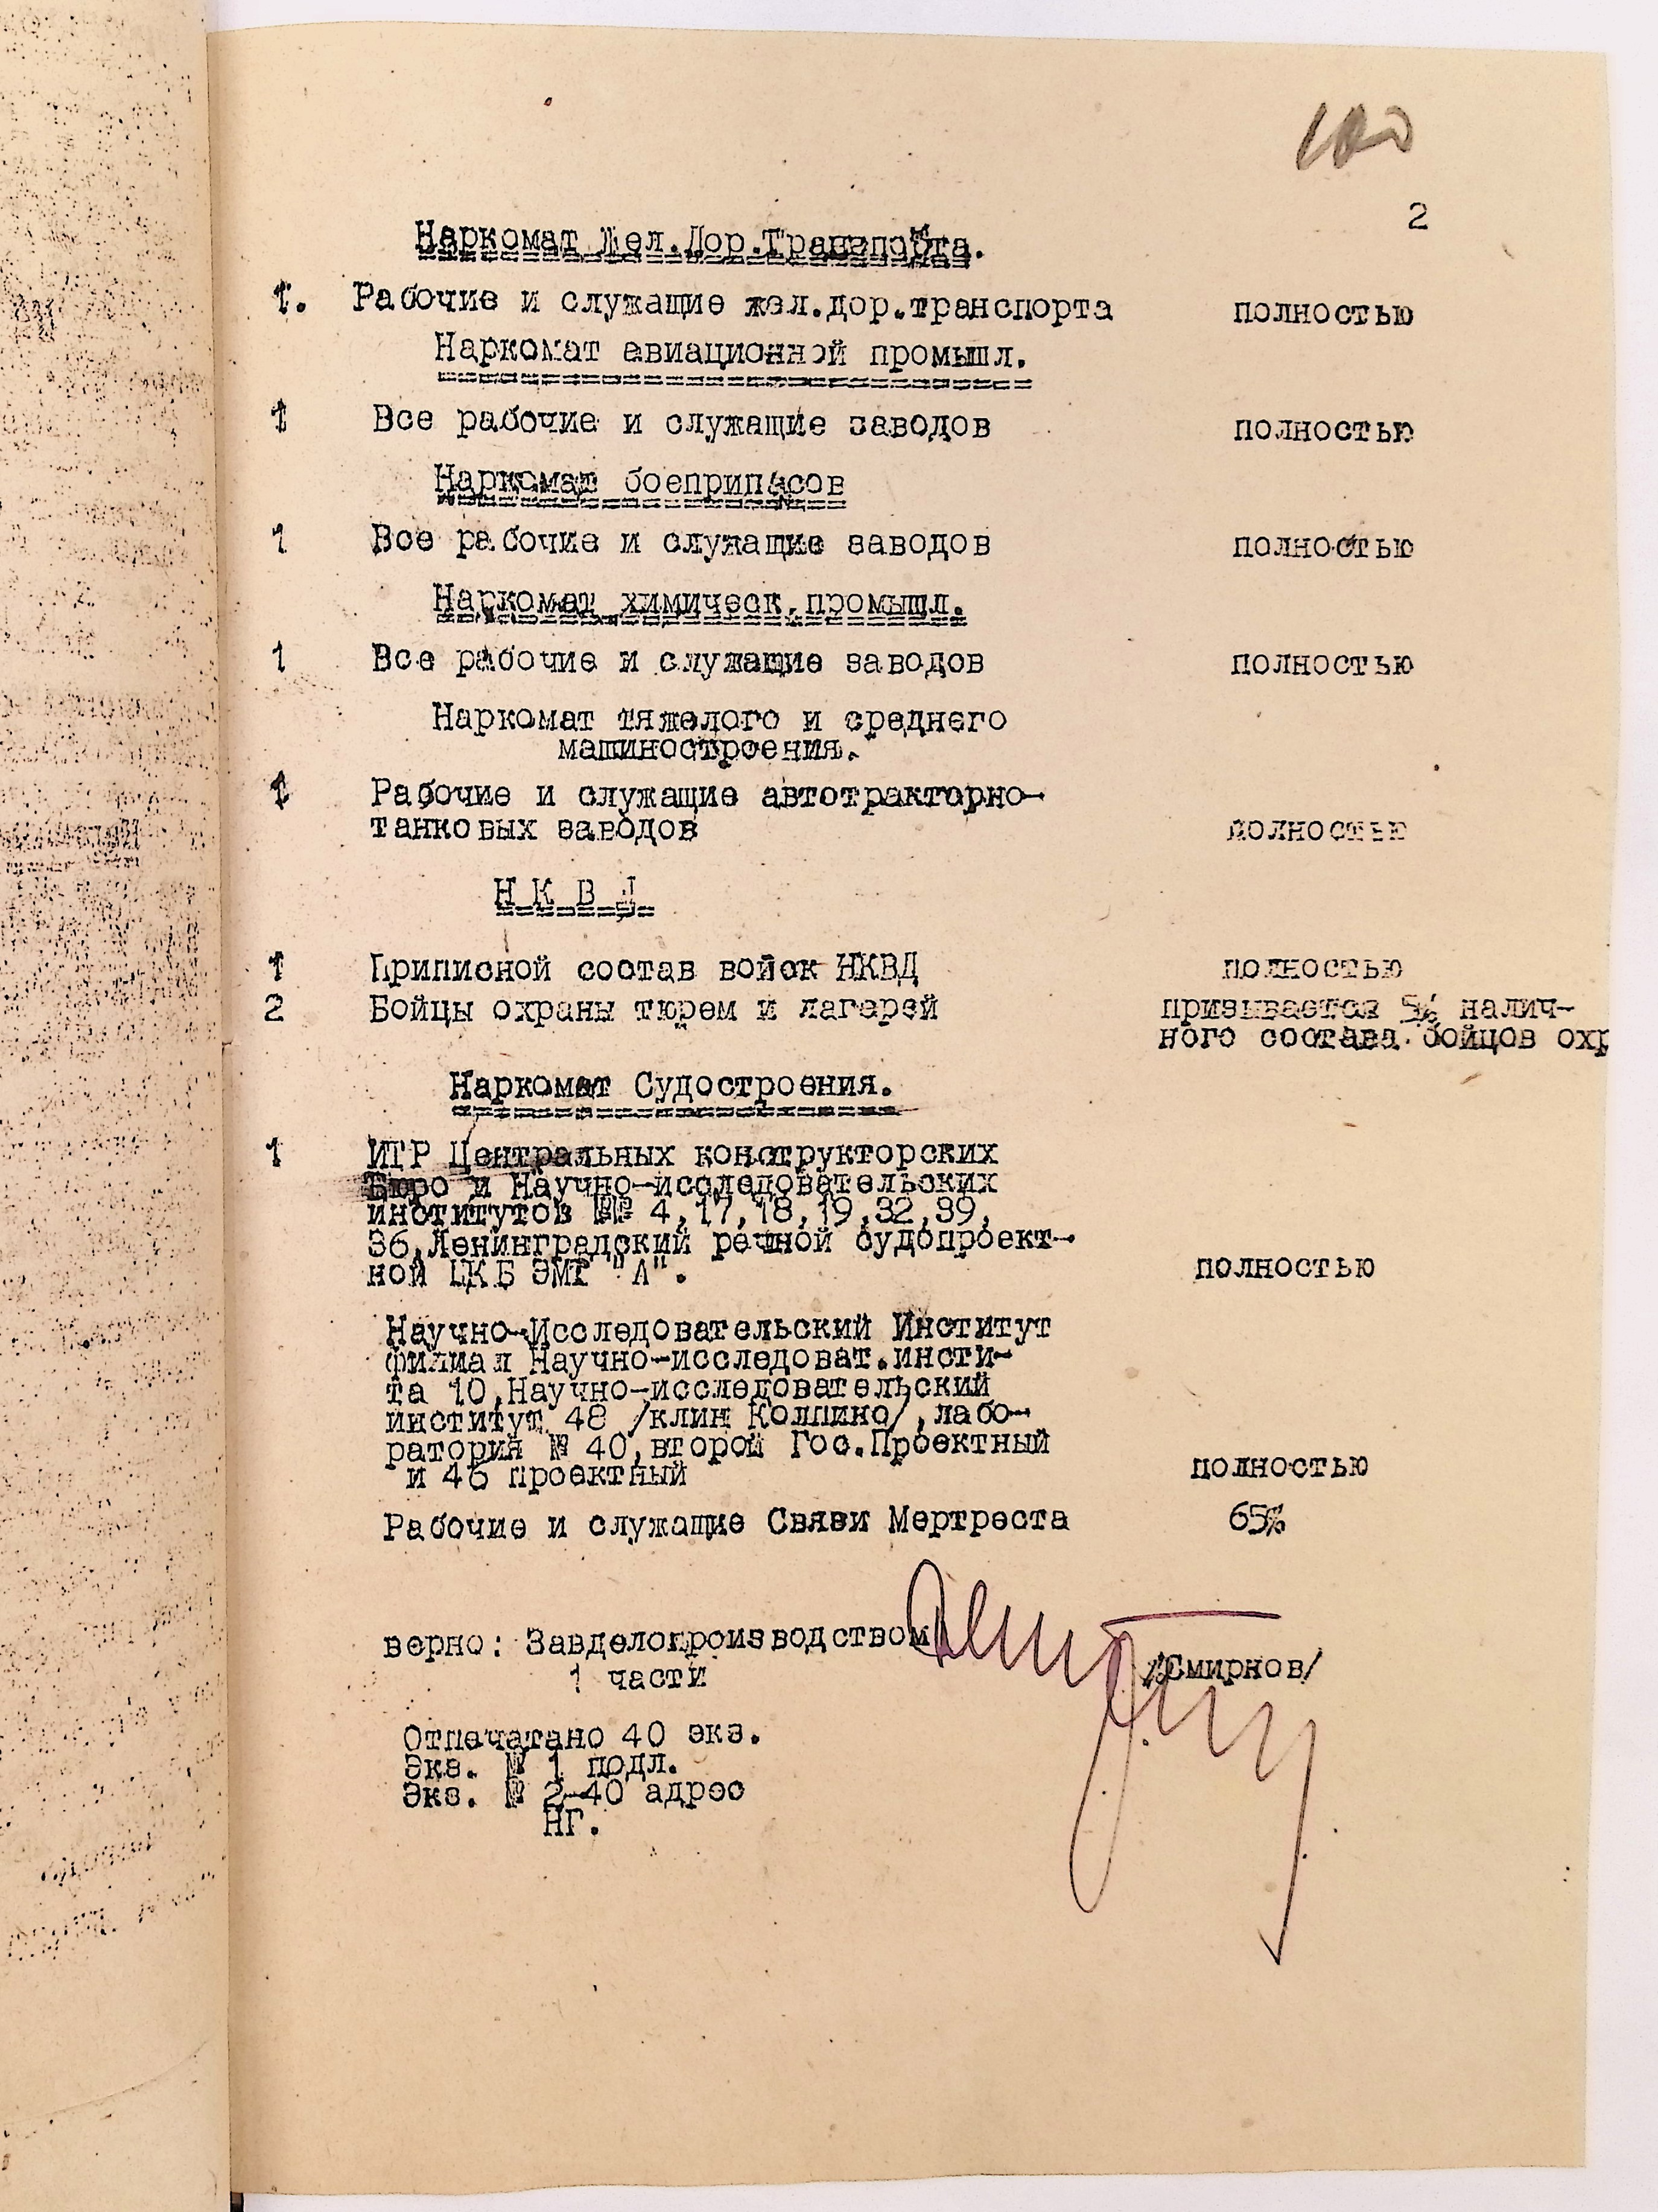 2
Наркомат Жел.Дор.Транспорта.
1. Рабочие и служащие жел.дор.транспорта полностью
Наркомат авиационной промышл.
1 Все рабочие и служащие заводов полностью
Наркомат боеприпасов
1 Все рабочие и служащие заводов полностью
Наркомат химическ.промышл.
1 Все рабочие и служащие заводов полностью
Наркомат тяжелого и среднего
машиностроения.
1 Рабочие и служащие автотракторно-
танковых заводов полностью
Н К В Д
1 Приписной состав войск НКВД полностью
2 Бойцы охраны тюрем и лагерей призывается налич-
ного состава бойцов охр
Наркомат Судостроения.
1 ИТР Центральных конструкторских
Бюро и Научно-исследовательских
институтов №№ 4,17,18,19,32,39,
36,Ленинградский речной судопроект-
ной ЦКБ ЭМТ "А". полностью
Научно-Исследовательский Институт
филиал Научно-исследоват.инсти-
та 10,Научно-исследовательский
институт 48 /клин Колпино/,лабо-
ратория № 40,второй Гос.Проектный
и 46 проектный полностью
Рабочие и служащие Связи Мертреста 65%
верно: Завделопроизводством
1 части /Смирнов/
Отпечатано 40 экз.
Экз. № 1 подл.
Экз. № 2-40 адрес
НГ.